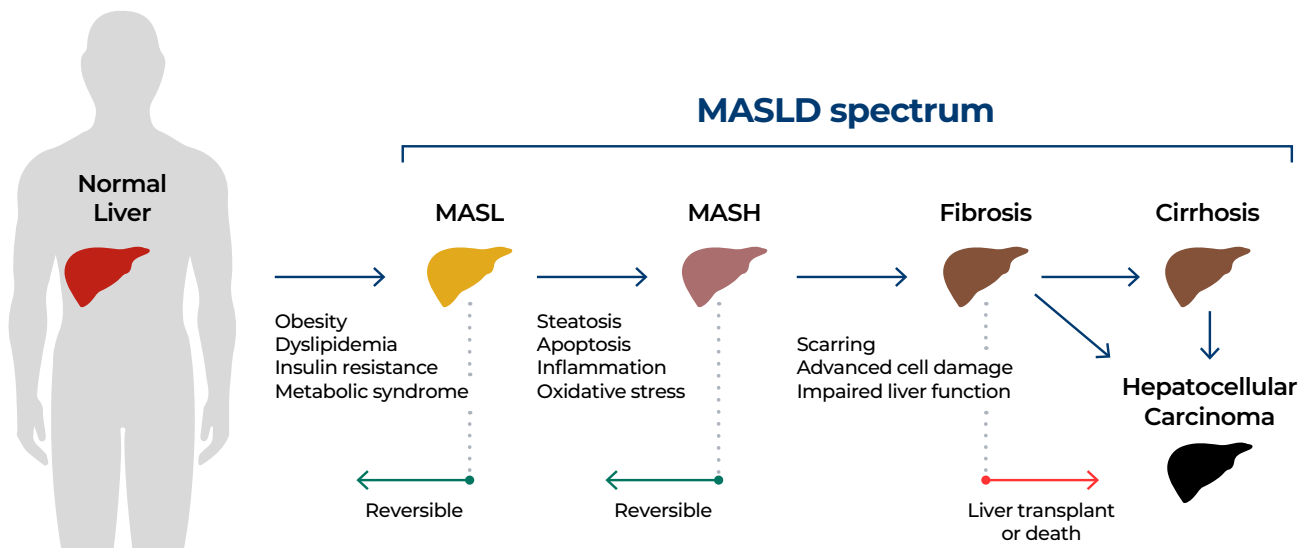 MASLD spectrum
Normal
Liver
MASL
MASH
Fibrosis
Cirrhosis
Obesity
Dyslipidemia
Insulin resistance
Metabolic syndrome
Steatosis
Apoptosis
Inflammation
Oxidative stress
Scarring
Advanced cell damage
Impaired liver function
Hepatocellular
Carcinoma
Reversible
Reversible
Liver transplant
or death